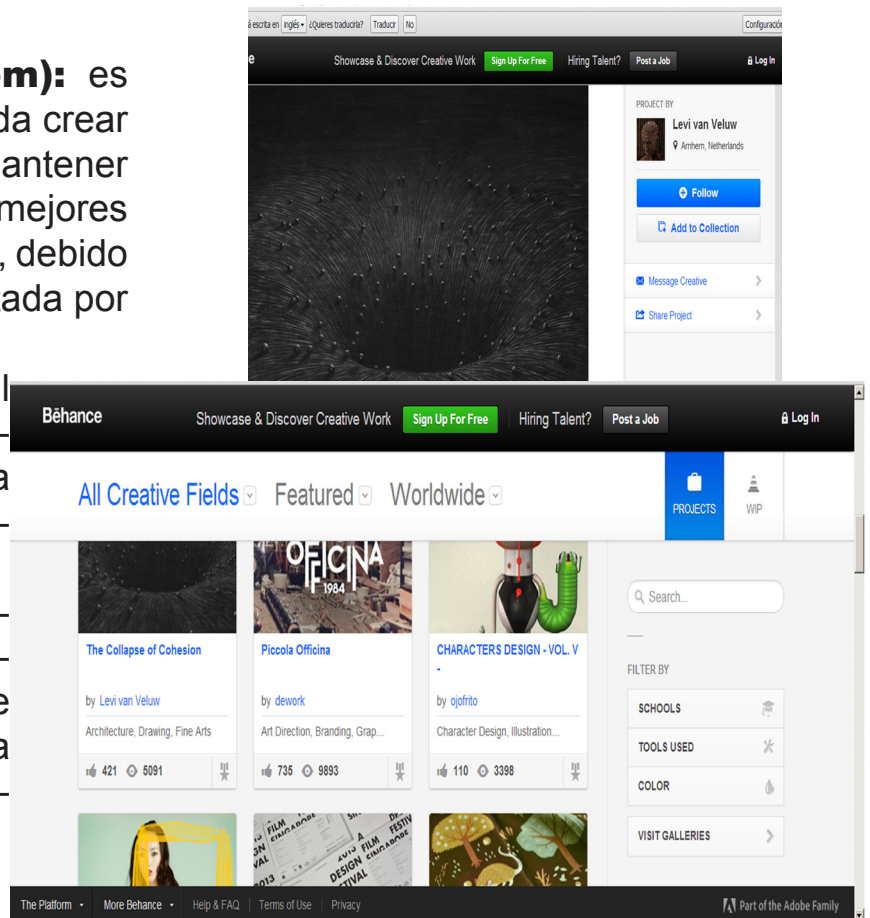 om): es
da crear
antener
mejores
, debido
tada por
l
a
e
a
á escrita en inglés ¿Quieres traducirla? Traducir No Configuración
e Showcase & Discover Creative Work Sign Up For Free Hiring Talent? Post a Job Log In
PROJECT BY
Levi van Veluw
Arnhem, Netherlands
Follow
Add to Collection
Message Creative
Share Project
Bēhance Showcase & Discover Creative Work Sign Up For Free Hiring Talent? Post a Job Log In
All Creative Fields Featured Worldwide
PROJECTS WIP
OFFICINA
1984
The Collapse of Cohesion
by Levi van Veluw
Architecture, Drawing, Fine Arts
421 5091
Piccola Officina
by dework
Art Direction, Branding, Grap...
735 9893
CHARACTERS DESIGN - VOL. V
-
by ojofrito
Character Design, Illustration...
110 3398
Search...
FILTER BY
SCHOOLS
TOOLS USED
COLOR
VISIT GALLERIES
FILM
DESIGN
The Platform More Behance Help & FAQ | Terms of Use | Privacy Part of the Adobe Family